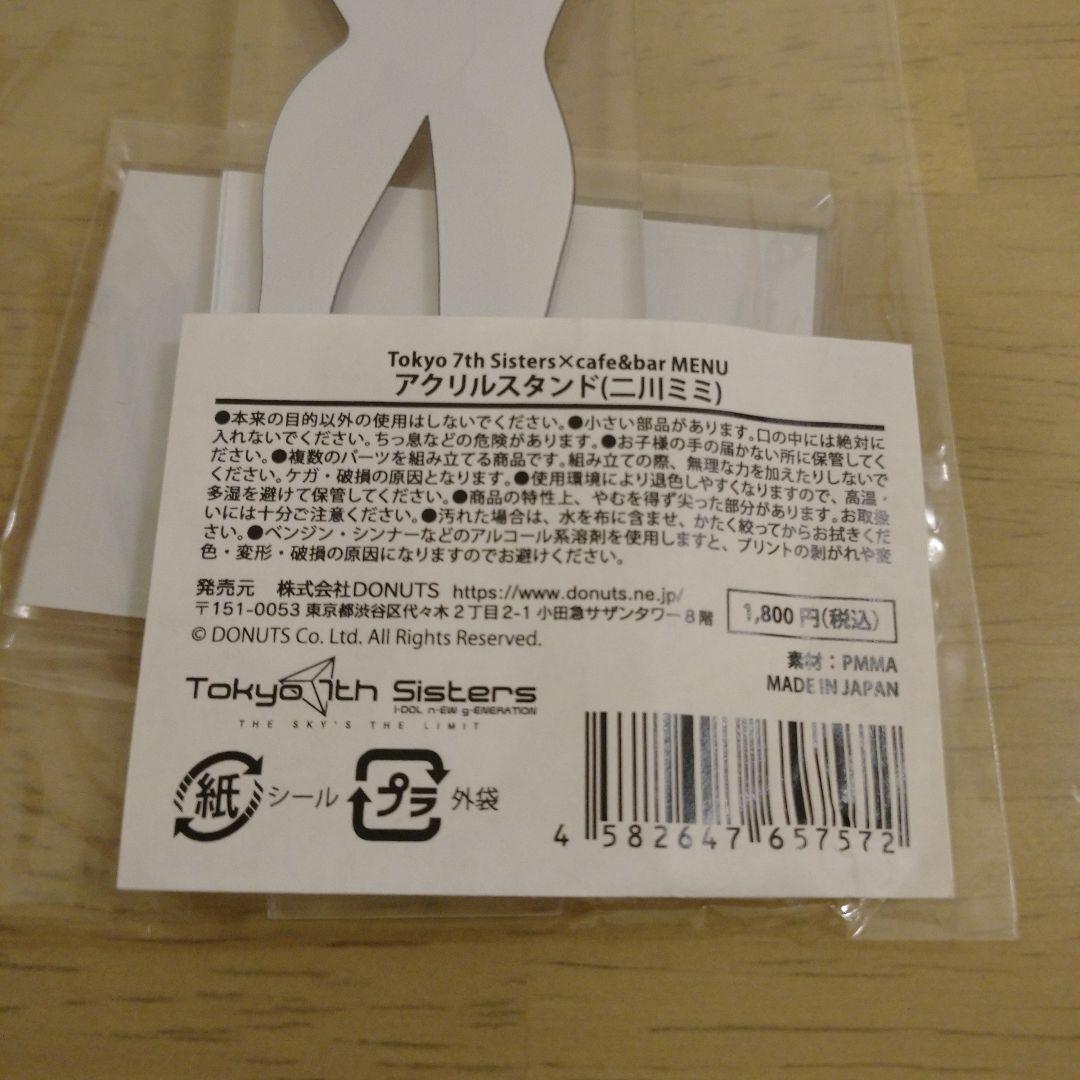 Tokyo 7th Sisters×cafe&bar MENU
アクリルスタンド(二川ミミ)
●本来の目的以外の使用はしないでください。●小さい部品があります。口の中には絶対に
入れないでください。ちっ息などの危険があります。●お子様の手の届かない所に保管してく
ださい。●複数のパーツを組み立てる商品です。組み立ての際、無理な力を加えたりしないで
ください。ケガ・破損の原因となります。●使用環境により退色しやすくなりますので、高温・
多湿を避けて保管してください。●商品の特性上、やむを得ず尖った部分があります。お取扱
いには十分ご注意ください。●汚れた場合は、水を布に含ませ、かたく絞ってからお拭きくだ
さい。●ベンジン・シンナーなどのアルコール系溶剤を使用しますと、プリントの剥がれや変
色・変形・破損の原因になりますのでお避けください。
発売元 株式会社DONUTS https://www.donuts.ne.jp/
〒151-0053 東京都渋谷区代々木2丁目2-1 小田急サザンタワー8階
1,800 円(税込)
© DONUTS Co. Ltd. All Rights Reserved.
素材：PMMA
MADE IN JAPAN
Tokyo 7th Sisters
I-DOL n-EW g-ENERATION
THE SKY'S THE LIMIT
紙 シール プラ 外袋
4 582647 657572